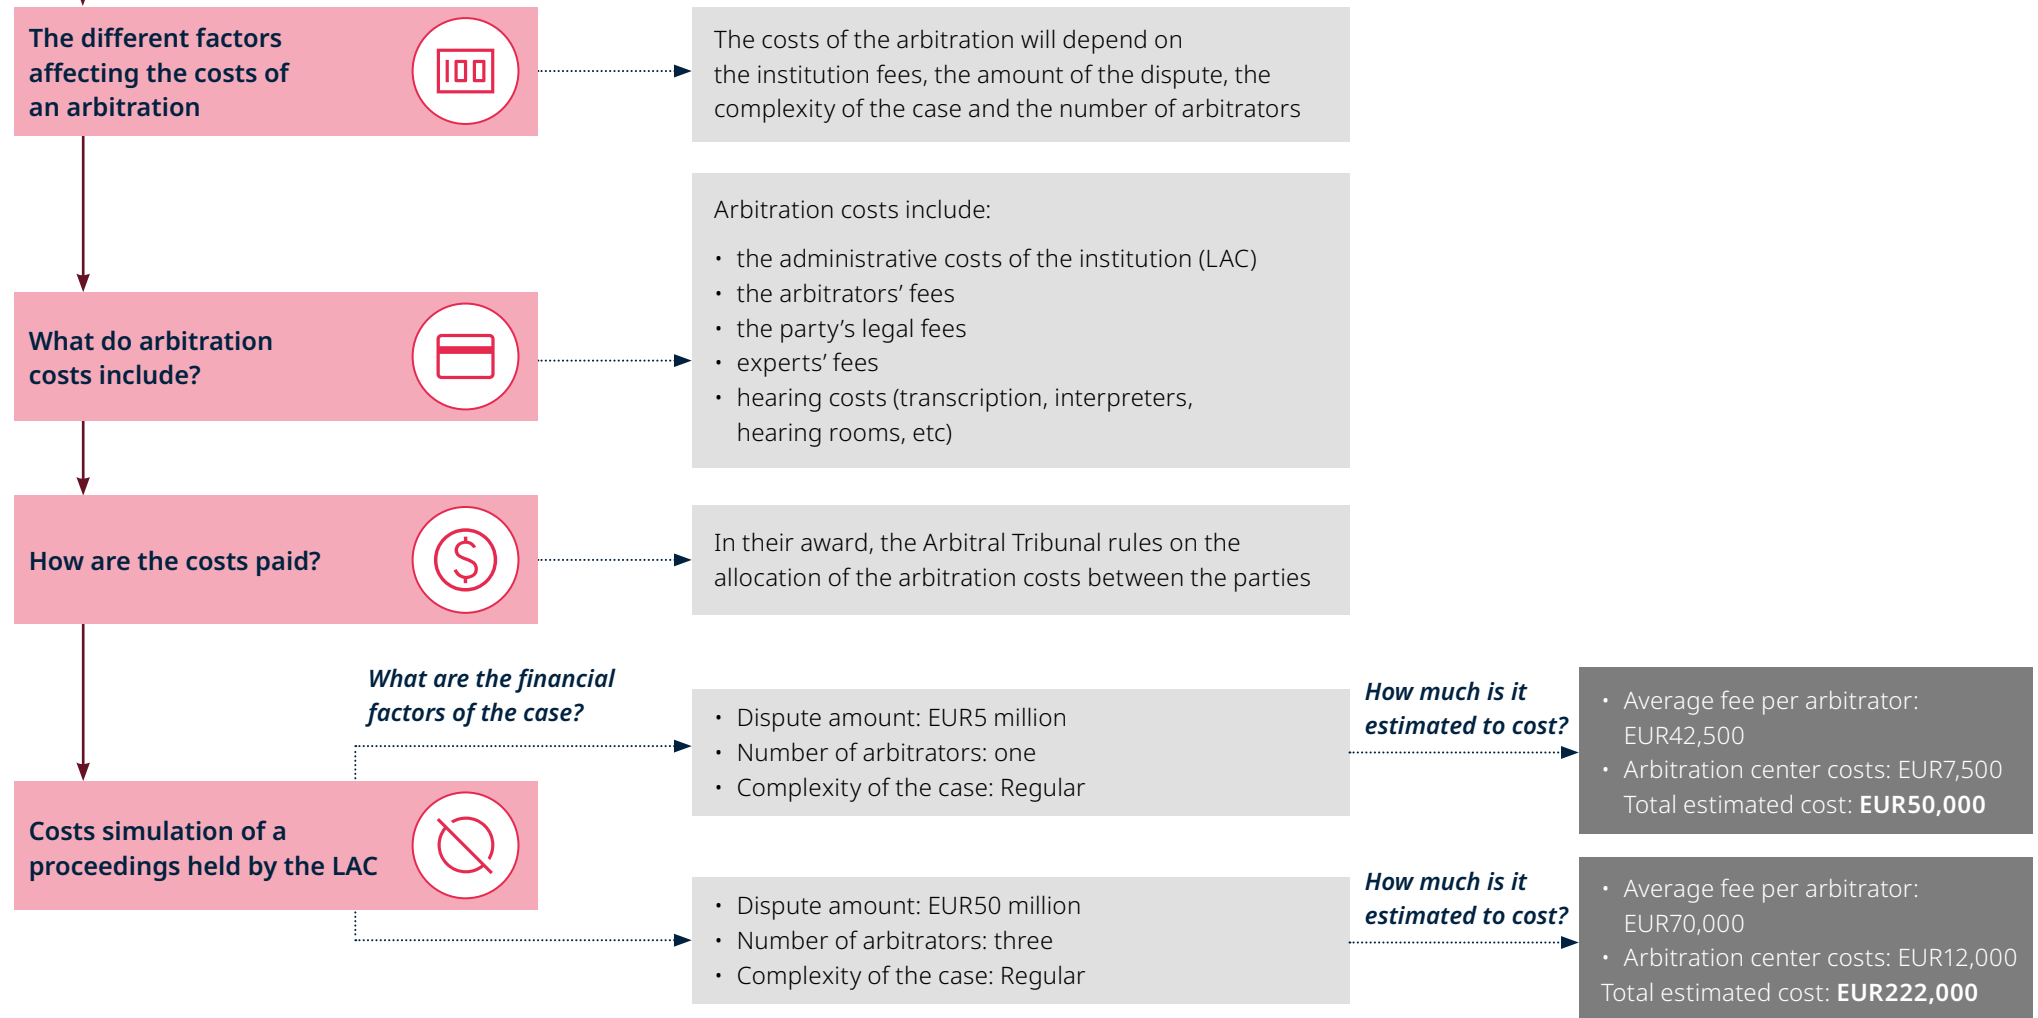 The different factors
affecting the costs of
an arbitration
The costs of the arbitration will depend on
the institution fees, the amount of the dispute, the
complexity of the case and the number of arbitrators
What do arbitration
costs include?
Arbitration costs include:
• the administrative costs of the institution (LAC)
• the arbitrators’ fees
• the party’s legal fees
• experts’ fees
• hearing costs (transcription, interpreters,
hearing rooms, etc)
How are the costs paid?
In their award, the Arbitral Tribunal rules on the
allocation of the arbitration costs between the parties
Costs simulation of a
proceedings held by the LAC
What are the financial
factors of the case?
• Dispute amount: EUR5 million
• Number of arbitrators: one
• Complexity of the case: Regular
How much is it
estimated to cost?
• Average fee per arbitrator:
EUR42,500
• Arbitration center costs: EUR7,500
Total estimated cost: EUR50,000
• Dispute amount: EUR50 million
• Number of arbitrators: three
• Complexity of the case: Regular
How much is it
estimated to cost?
• Average fee per arbitrator:
EUR70,000
• Arbitration center costs: EUR12,000
Total estimated cost: EUR222,000